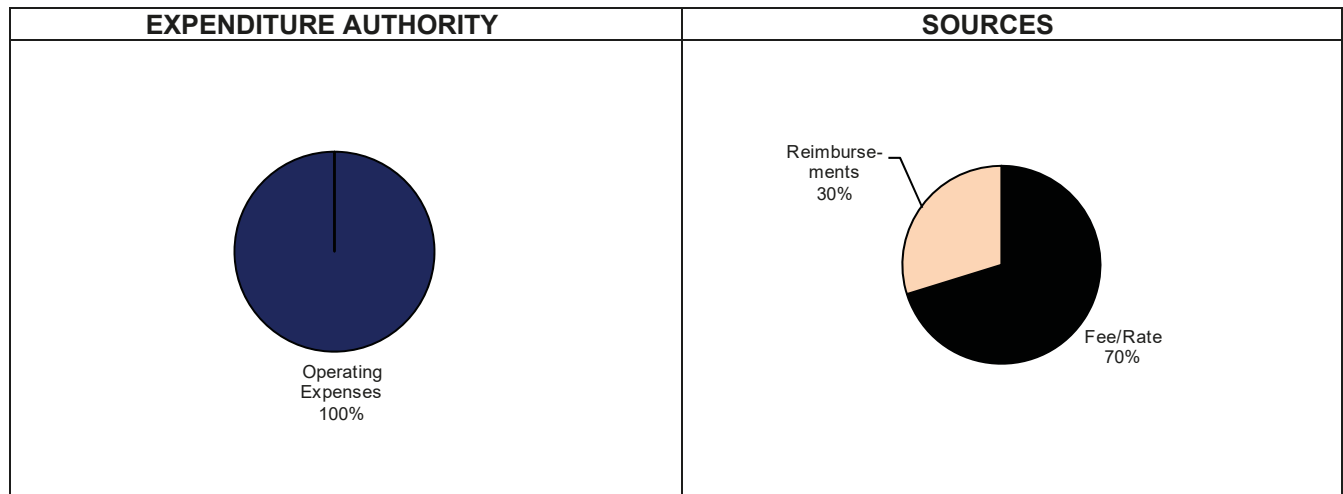 EXPENDITURE AUTHORITY
SOURCES
Operating
Expenses
100%
Reimburse-
ments
30%
Fee/Rate
70%